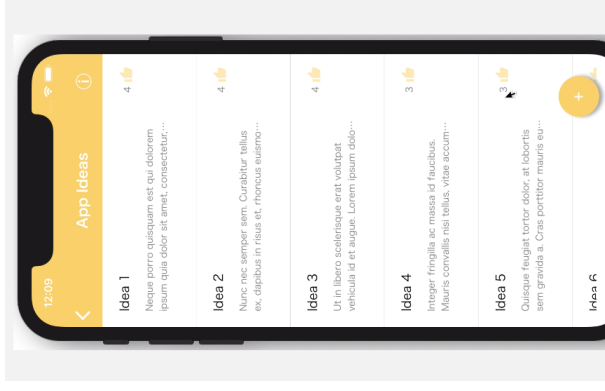 12:09
App Ideas
Idea 1
4
Neque porro quisquam est qui dolorem
ipsum quia dolor sit amet, consectetur,…
Idea 2
4
Nunc nec semper sem. Curabitur tellus
ex, dapibus in risus et, rhoncus euismo…
Idea 3
4
Ut in libero scelerisque erat volutpat
vehicula id et augue. Lorem ipsum dolo…
Idea 4
3
Integer fringilla ac massa id faucibus.
Mauris convallis nisi tellus, vitae accum…
Idea 5
3
Quisque feugiat tortor dolor, at lobortis
sem gravida a. Cras porttitor mauris eu…
Idea 6
+